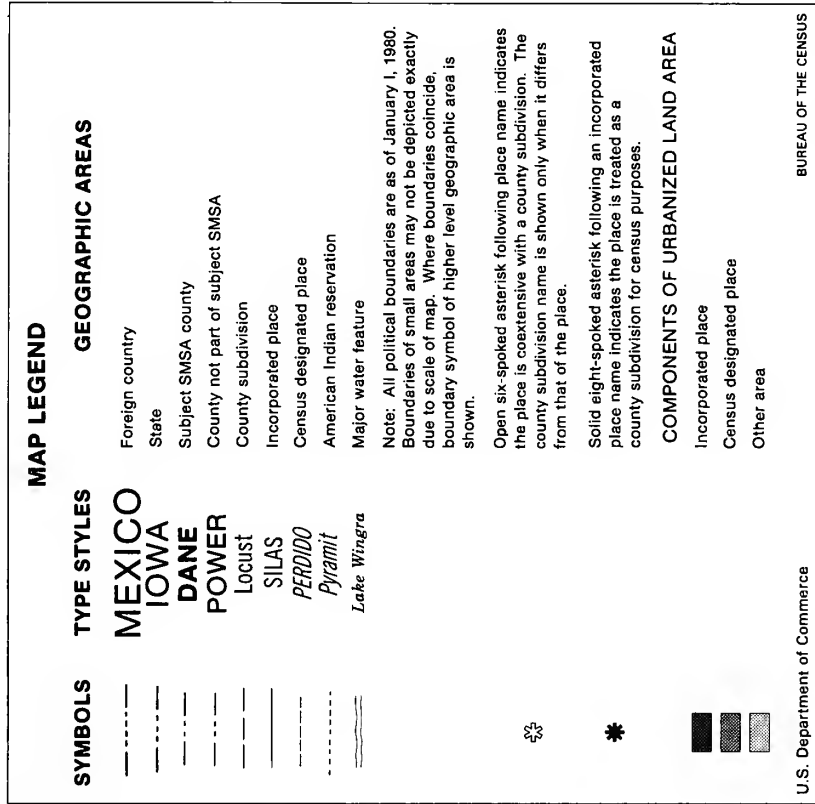 MAP LEGEND
SYMBOLS TYPE STYLES GEOGRAPHIC AREAS
MEXICO Foreign country
IOWA State
DANE Subject SMSA county
POWER County not part of subject SMSA
Locust County subdivision
SILAS Incorporated place
PERDIDO Census designated place
Pyramit American Indian reservation
Lake Wingra Major water feature
Note: All political boundaries are as of January 1, 1980.
Boundaries of small areas may not be depicted exactly
due to scale of map. Where boundaries coincide,
boundary symbol of higher level geographic area is
shown.
Open six-spoked asterisk following place name indicates
the place is coextensive with a county subdivision. The
county subdivision name is shown only when it differs
from that of the place.
Solid eight-spoked asterisk following an incorporated
place name indicates the place is treated as a
county subdivision for census purposes.
COMPONENTS OF URBANIZED LAND AREA
Incorporated place
Census designated place
Other area
U.S. Department of Commerce BUREAU OF THE CENSUS